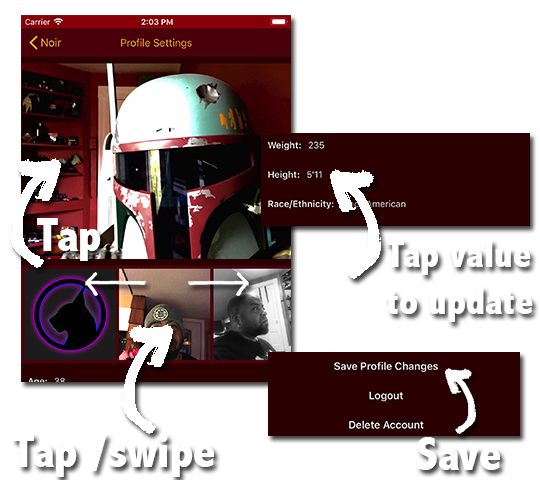 Carrier 2:03 PM
Noir Profile Settings
Weight: 235
Height: 5'11
Race/Ethnicity: American
Tap
Tap value
to update
Age: 38
Save Profile Changes
Logout
Delete Account
Tap /swipe
Save